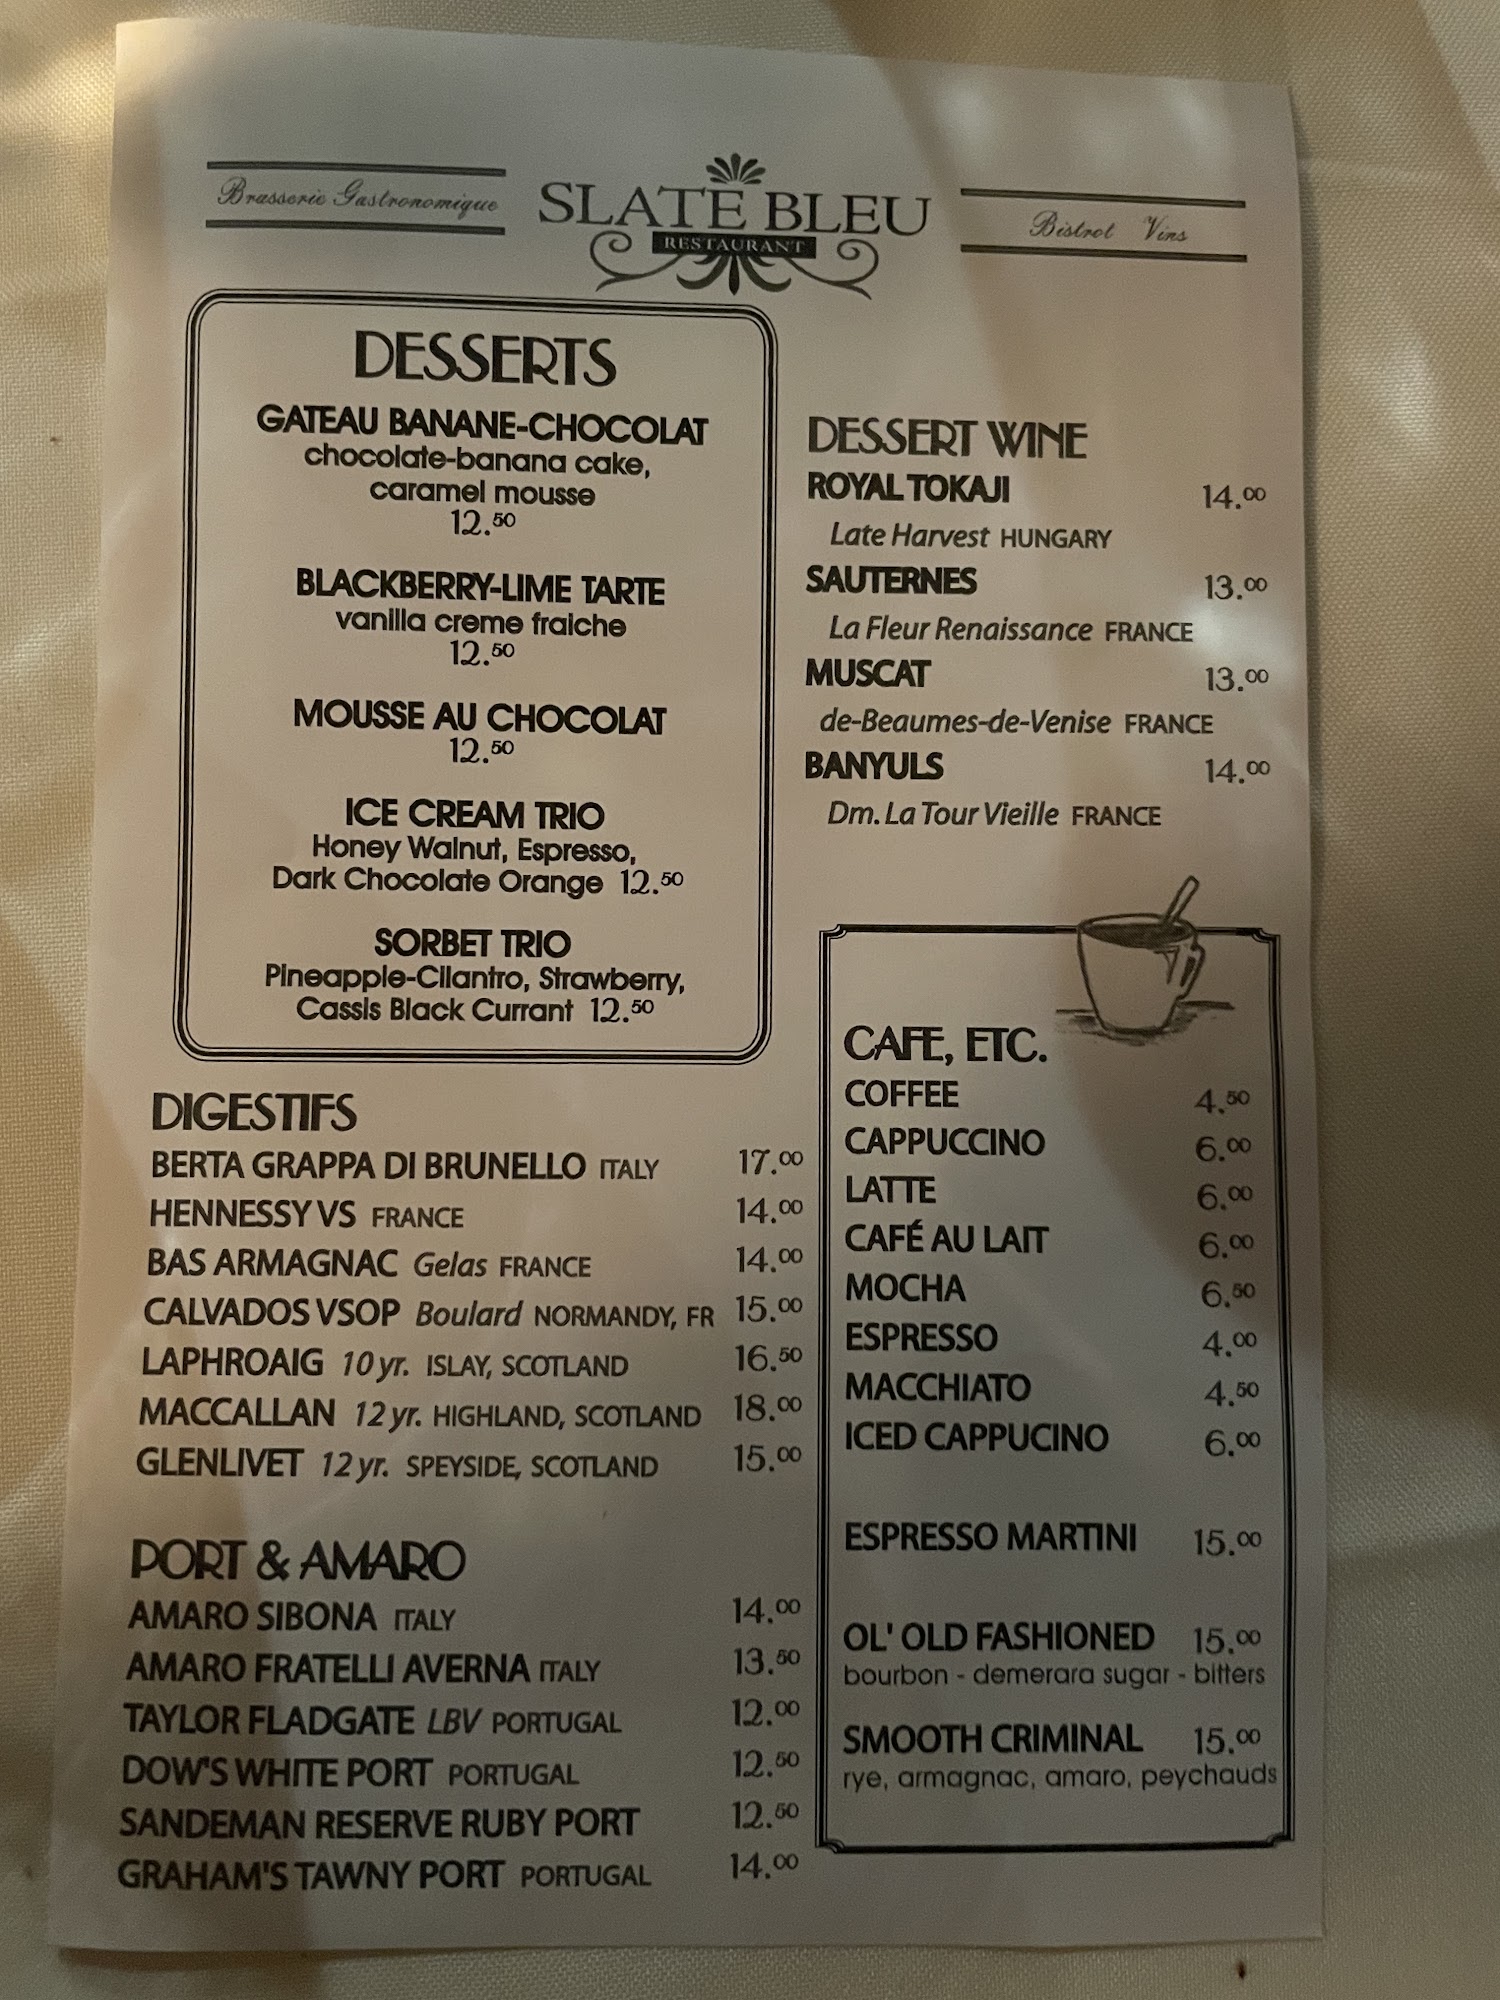 Brasserie Gastronomique
SLATE BLEU
RESTAURANT
Bistrot Vins
DESSERTS
GATEAU BANANE-CHOCOLAT
chocolate-banana cake,
caramel mousse
12.50
BLACKBERRY-LIME TARTE
vanilla creme fraiche
12.50
MOUSSE AU CHOCOLAT
12.50
ICE CREAM TRIO
Honey Walnut, Espresso,
Dark Chocolate Orange 12.50
SORBET TRIO
Pineapple-Cilantro, Strawberry,
Cassis Black Currant 12.50
DESSERT WINE
ROYAL TOKAJI 14.00
Late Harvest HUNGARY
SAUTERNES 13.00
La Fleur Renaissance FRANCE
MUSCAT 13.00
de-Beaumes-de-Venise FRANCE
BANYULS 14.00
Dm. La Tour Vieille FRANCE
DIGESTIFS
BERTA GRAPPA DI BRUNELLO ITALY 17.00
HENNESSY VS FRANCE 14.00
BAS ARMAGNAC Gelas FRANCE 14.00
CALVADOS VSOP Boulard NORMANDY, FR 15.00
LAPHROAIG 10 yr. ISLAY, SCOTLAND 16.50
MACCALLAN 12 yr. HIGHLAND, SCOTLAND 18.00
GLENLIVET 12 yr. SPEYSIDE, SCOTLAND 15.00
PORT & AMARO
AMARO SIBONA ITALY 14.00
AMARO FRATELLI AVERNA ITALY 13.50
TAYLOR FLADGATE LBV PORTUGAL 12.00
DOW'S WHITE PORT PORTUGAL 12.50
SANDEMAN RESERVE RUBY PORT 12.50
GRAHAM'S TAWNY PORT PORTUGAL 14.00
CAFE, ETC.
COFFEE 4.50
CAPPUCCINO 6.00
LATTE 6.00
CAFÉ AU LAIT 6.00
MOCHA 6.50
ESPRESSO 4.00
MACCHIATO 4.50
ICED CAPPUCINO 6.00
ESPRESSO MARTINI 15.00
OL' OLD FASHIONED 15.00
bourbon - demerara sugar - bitters
SMOOTH CRIMINAL 15.00
rye, armagnac, amaro, peychauds